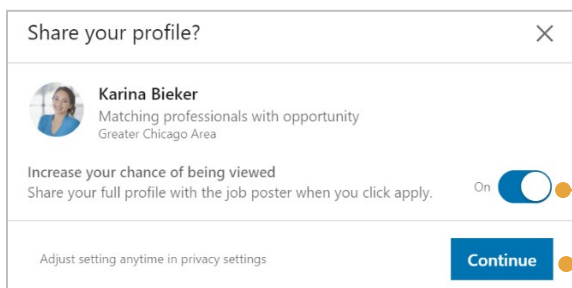 Share your profile?
Karina Bieker
Matching professionals with opportunity
Greater Chicago Area
Increase your chance of being viewed
Share your full profile with the job poster when you click apply.
On
Adjust setting anytime in privacy settings
Continue